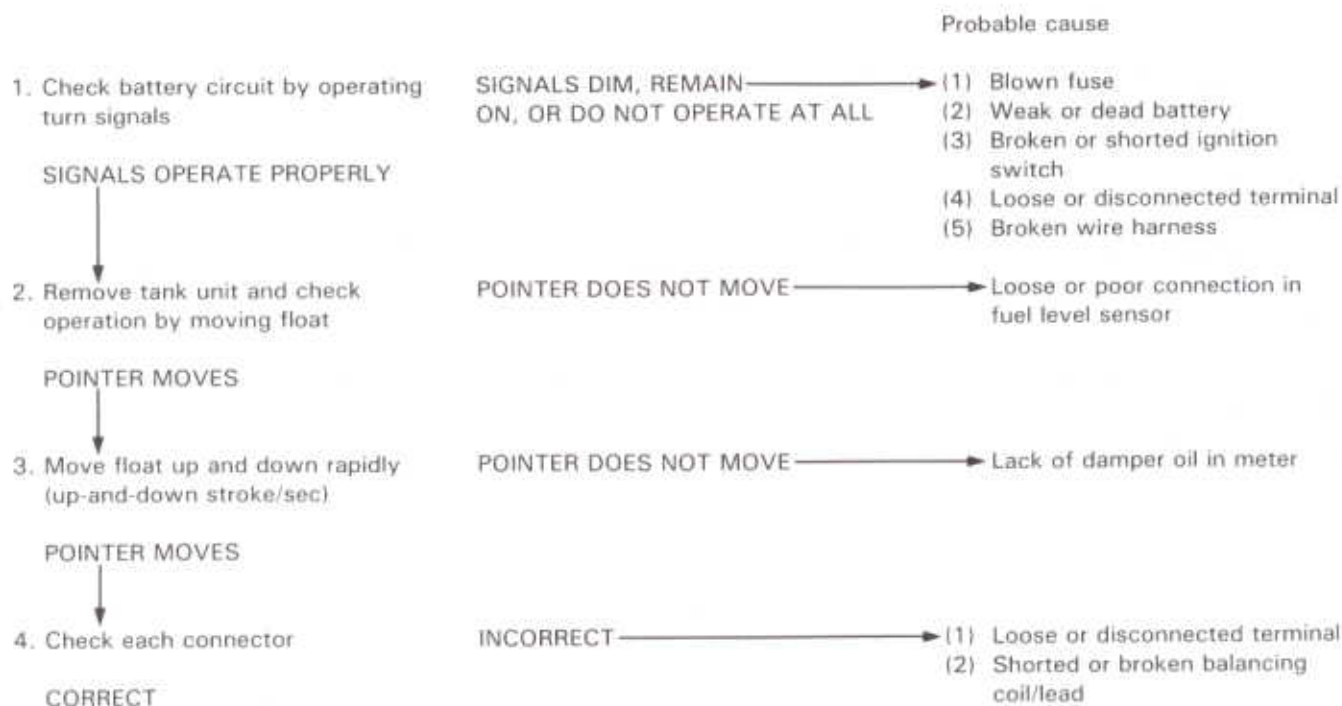 Probable cause
1. Check battery circuit by operating
turn signals
SIGNALS DIM, REMAIN
ON, OR DO NOT OPERATE AT ALL
(1) Blown fuse
(2) Weak or dead battery
(3) Broken or shorted ignition
switch
(4) Loose or disconnected terminal
(5) Broken wire harness
SIGNALS OPERATE PROPERLY
2. Remove tank unit and check
operation by moving float
POINTER DOES NOT MOVE
Loose or poor connection in
fuel level sensor
POINTER MOVES
3. Move float up and down rapidly
(up-and-down stroke/sec)
POINTER DOES NOT MOVE
Lack of damper oil in meter
POINTER MOVES
4. Check each connector
INCORRECT
(1) Loose or disconnected terminal
(2) Shorted or broken balancing
coil/lead
CORRECT